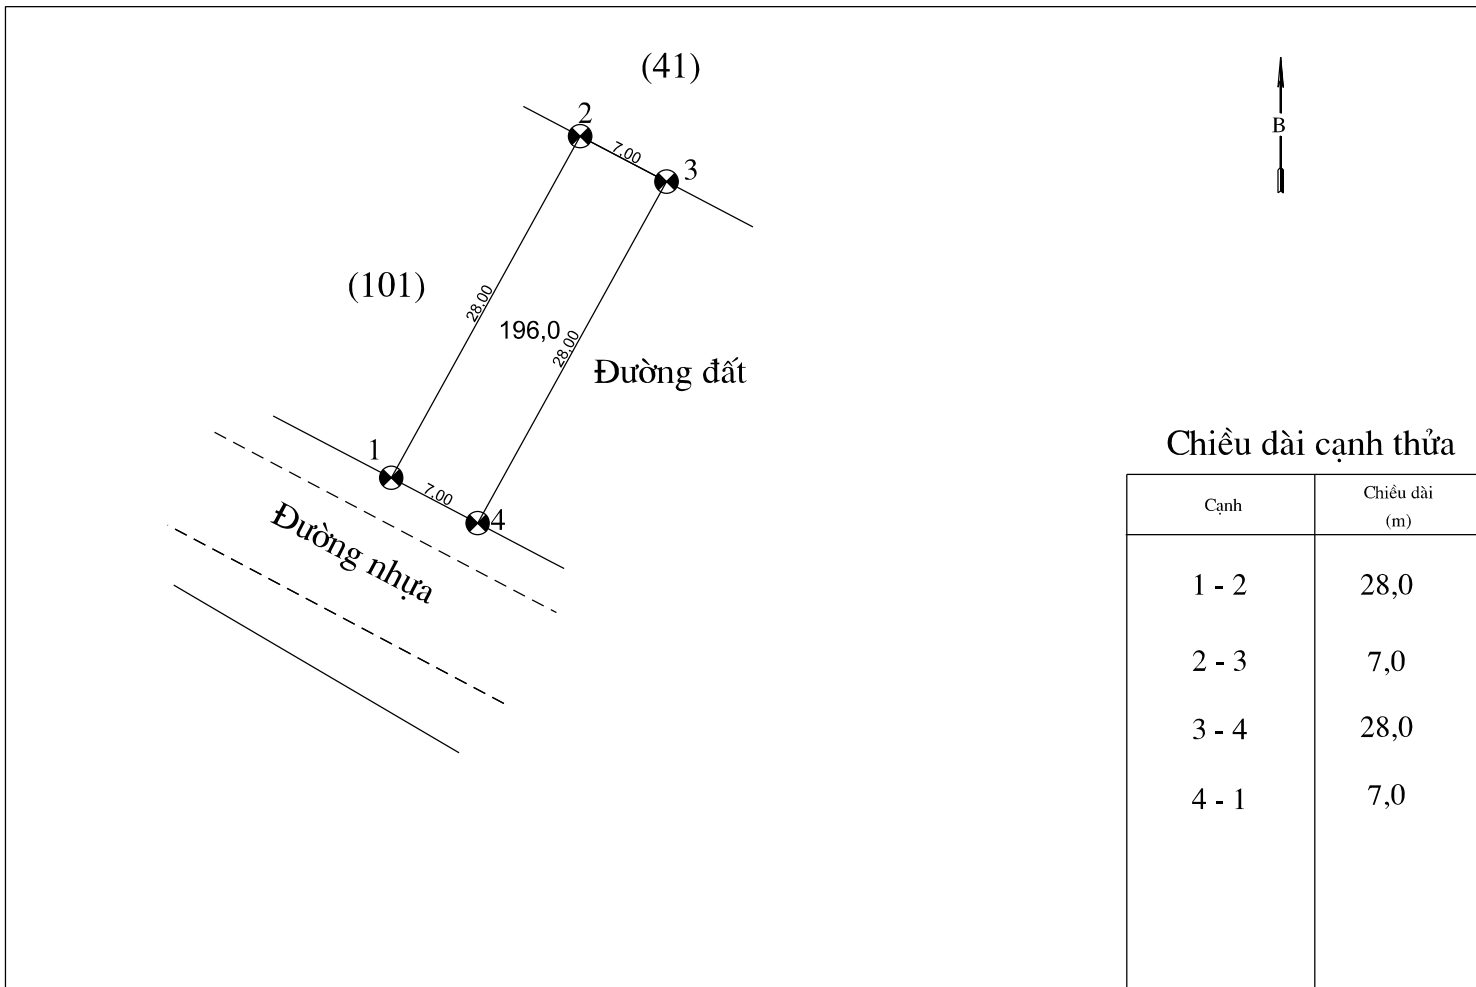 (41)
B
2
7,00
3
(101)
28,00
196,0
28,00
Đường đất
1
7,00
4
Đường nhựa
Chiều dài cạnh thửa
Cạnh
Chiều dài
(m)
1 - 2
28,0
2 - 3
7,0
3 - 4
28,0
4 - 1
7,0